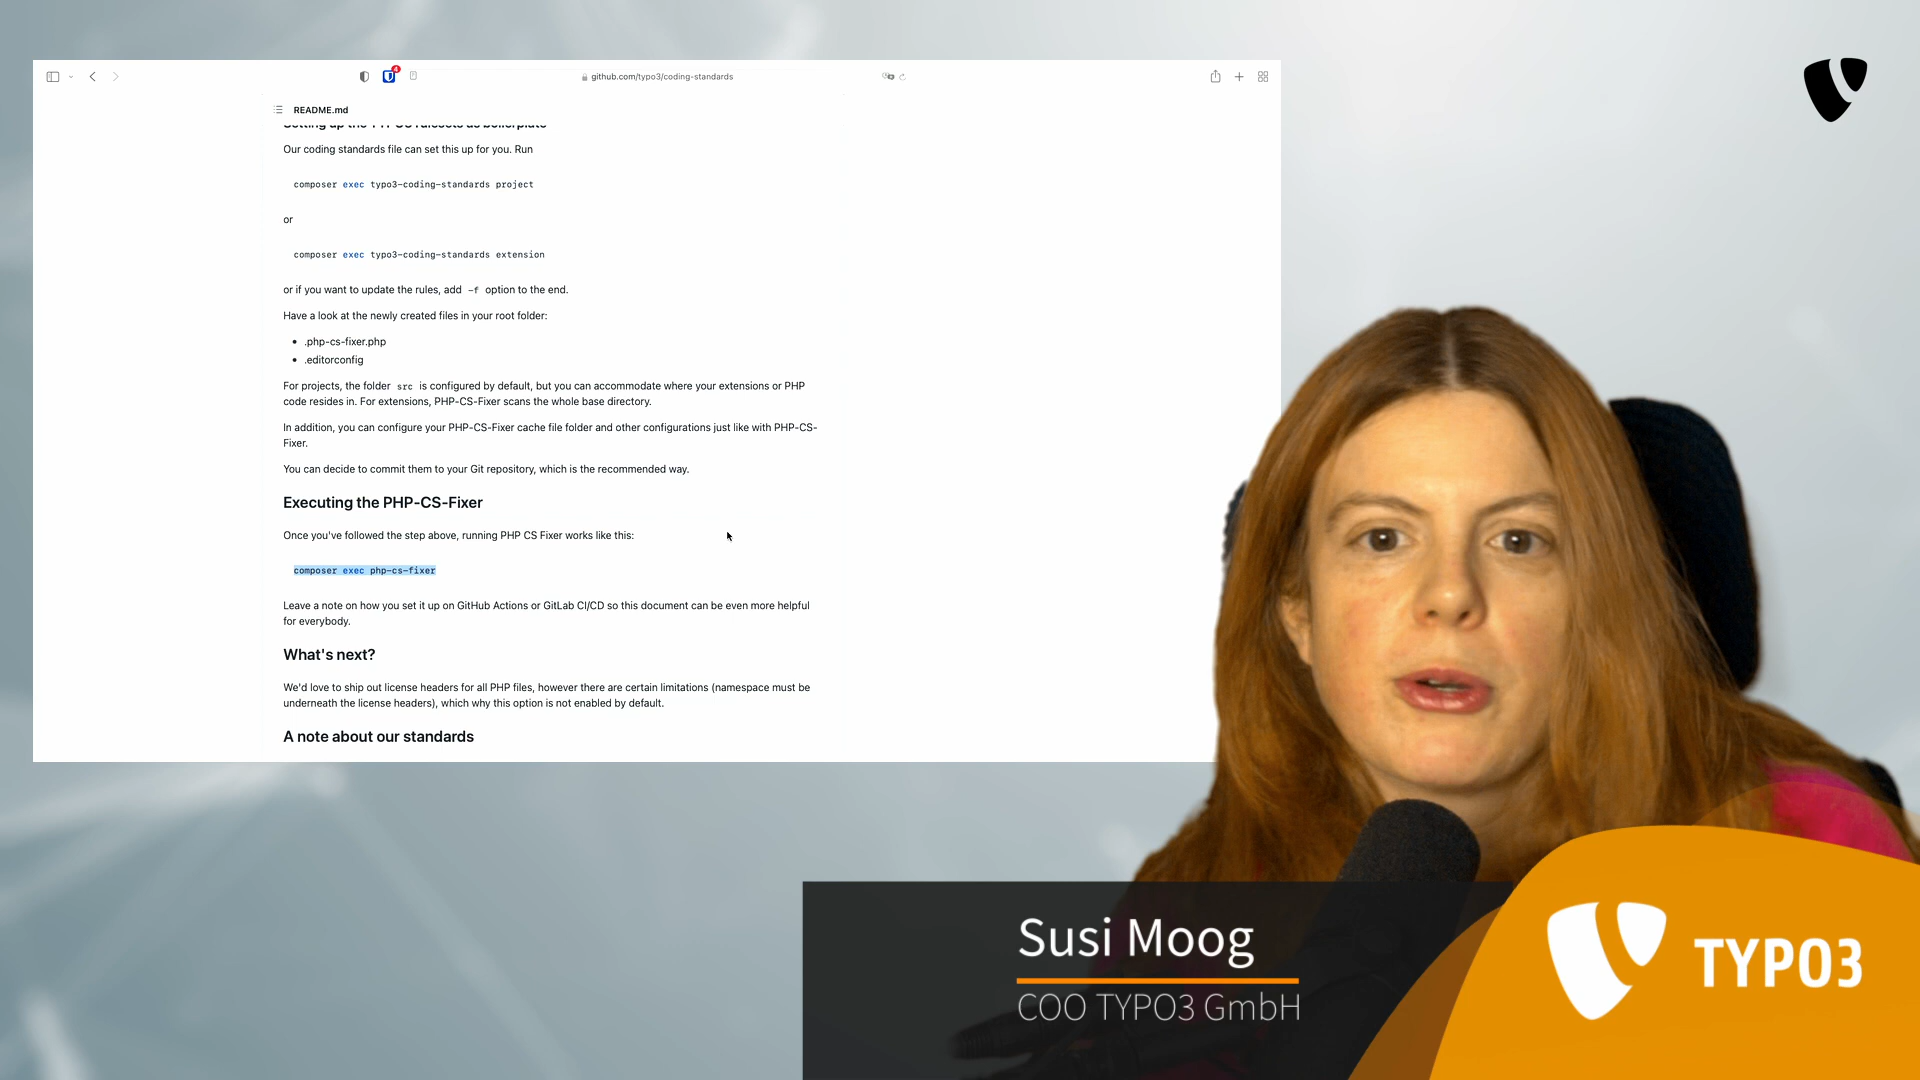 4
github.com/typo3/coding-standards
README.md
Setting up the PHP-CS rulesets as boilerplate
Our coding standards file can set this up for you. Run
composer exec typo3-coding-standards project
or
composer exec typo3-coding-standards extension
or if you want to update the rules, add -f option to the end.
Have a look at the newly created files in your root folder:
• .php-cs-fixer.php
• .editorconfig
For projects, the folder src is configured by default, but you can accommodate where your extensions or PHP
code resides in. For extensions, PHP-CS-Fixer scans the whole base directory.
In addition, you can configure your PHP-CS-Fixer cache file folder and other configurations just like with PHP-CS-
Fixer.
You can decide to commit them to your Git repository, which is the recommended way.
Executing the PHP-CS-Fixer
Once you've followed the step above, running PHP CS Fixer works like this:
composer exec php-cs-fixer
Leave a note on how you set it up on GitHub Actions or GitLab CI/CD so this document can be even more helpful
for everybody.
What's next?
We'd love to ship out license headers for all PHP files, however there are certain limitations (namespace must be
underneath the license headers), which why this option is not enabled by default.
A note about our standards
Susi Moog
COO TYPO3 GmbH
TYPO3